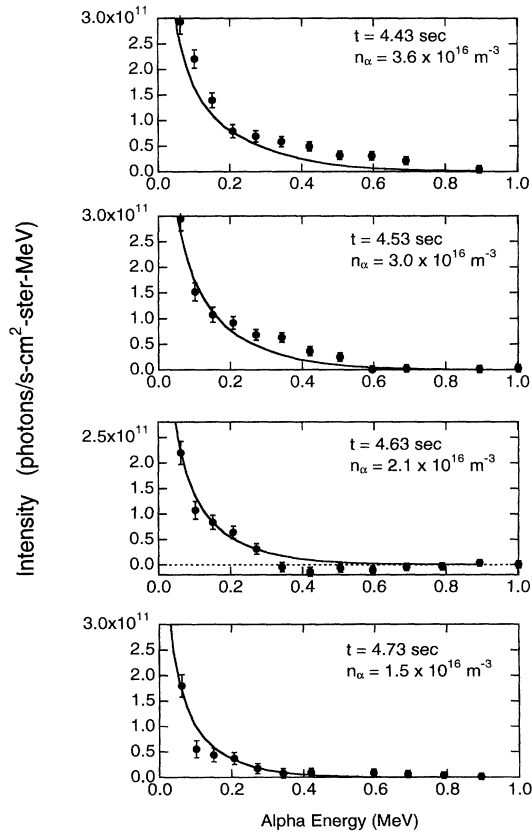 Intensity (photons/s-cm²-ster-MeV)
3.0x10¹¹
2.5
2.0
1.5
1.0
0.5
0.0
t = 4.43 sec
nα = 3.6 x 10¹⁶ m⁻³
0.0 0.2 0.4 0.6 0.8 1.0
3.0x10¹¹
2.5
2.0
1.5
1.0
0.5
0.0
t = 4.53 sec
nα = 3.0 x 10¹⁶ m⁻³
0.0 0.2 0.4 0.6 0.8 1.0
2.5x10¹¹
2.0
1.5
1.0
0.5
0.0
t = 4.63 sec
nα = 2.1 x 10¹⁶ m⁻³
0.0 0.2 0.4 0.6 0.8 1.0
3.0x10¹¹
2.5
2.0
1.5
1.0
0.5
0.0
t = 4.73 sec
nα = 1.5 x 10¹⁶ m⁻³
0.0 0.2 0.4 0.6 0.8 1.0
Alpha Energy (MeV)